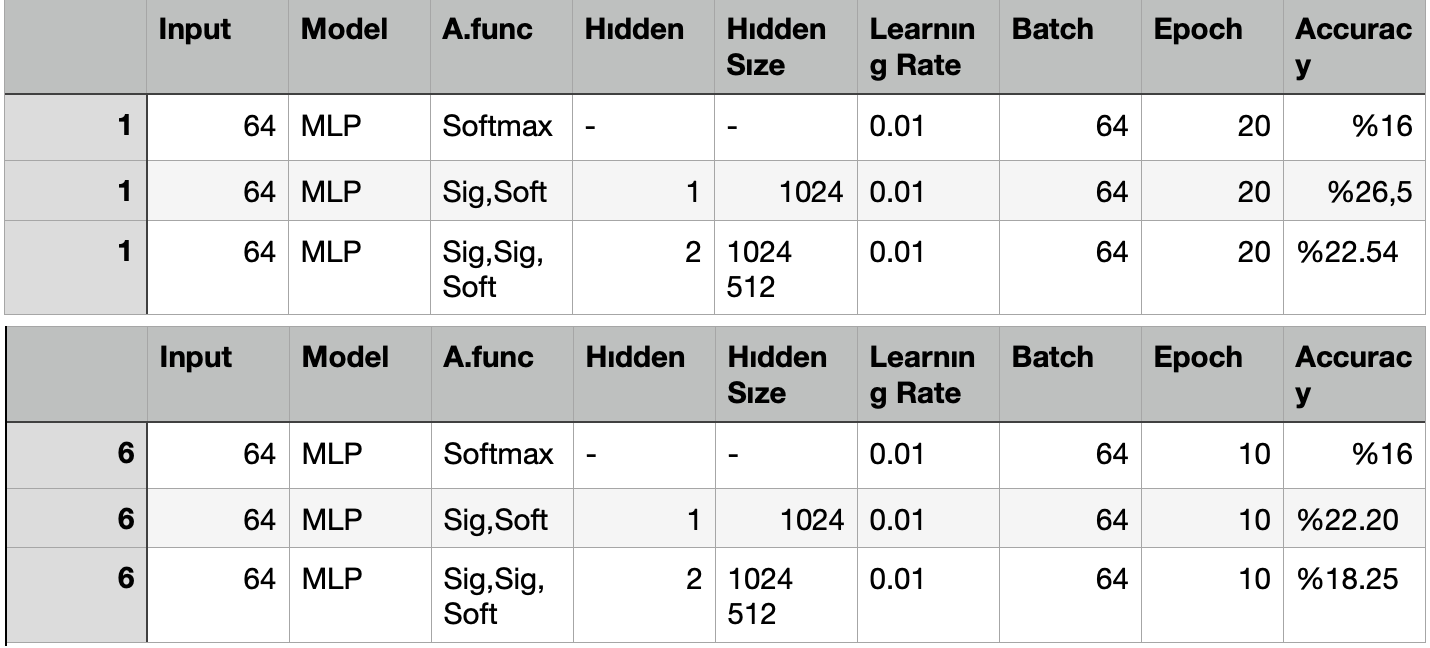 Input Model A.func Hıdden Hıdden Learnın Batch Epoch Accurac
Sıze g Rate y
1 64 MLP Softmax - - 0.01 64 20 %16
1 64 MLP Sig,Soft 1 1024 0.01 64 20 %26,5
1 64 MLP Sig,Sig, 2 1024 0.01 64 20 %22.54
Soft 512
Input Model A.func Hıdden Hıdden Learnın Batch Epoch Accurac
Sıze g Rate y
6 64 MLP Softmax - - 0.01 64 10 %16
6 64 MLP Sig,Soft 1 1024 0.01 64 10 %22.20
6 64 MLP Sig,Sig, 2 1024 0.01 64 10 %18.25
Soft 512